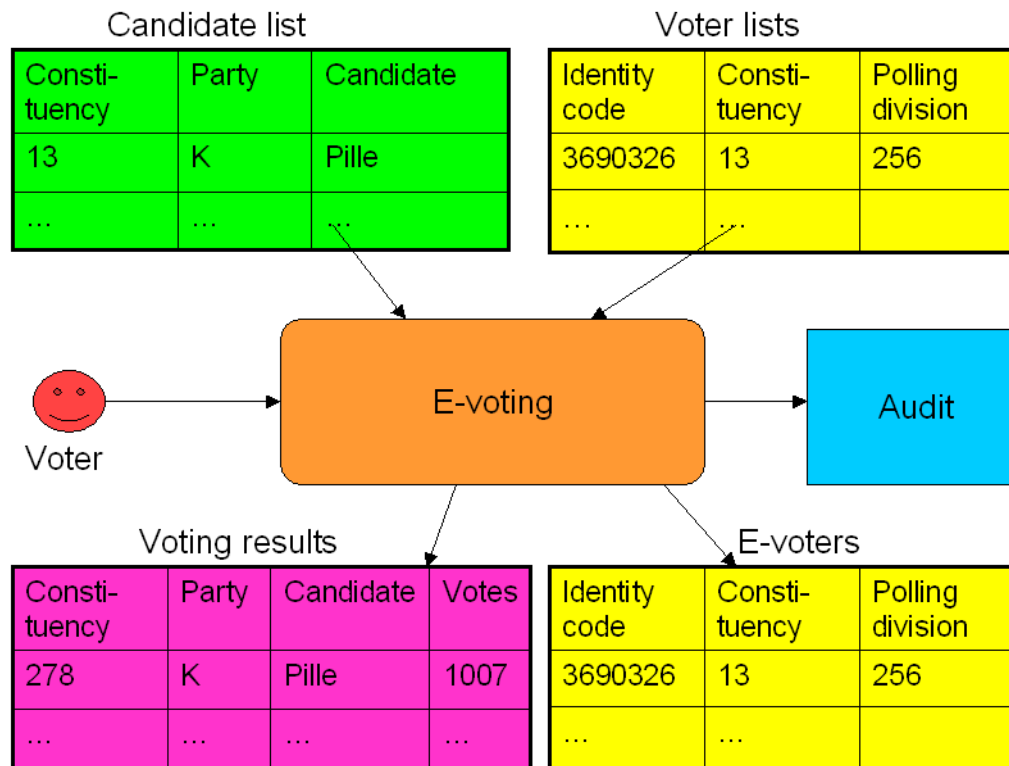 Candidate list
Consti-
tuency
Party
Candidate
13
K
Pille
...
...
...
Voter lists
Identity
code
Consti-
tuency
Polling
division
3690326
13
256
...
...
Voter
E-voting
Audit
Voting results
Consti-
tuency
Party
Candidate
Votes
278
K
Pille
1007
...
...
...
...
E-voters
Identity
code
Consti-
tuency
Polling
division
3690326
13
256
...
...